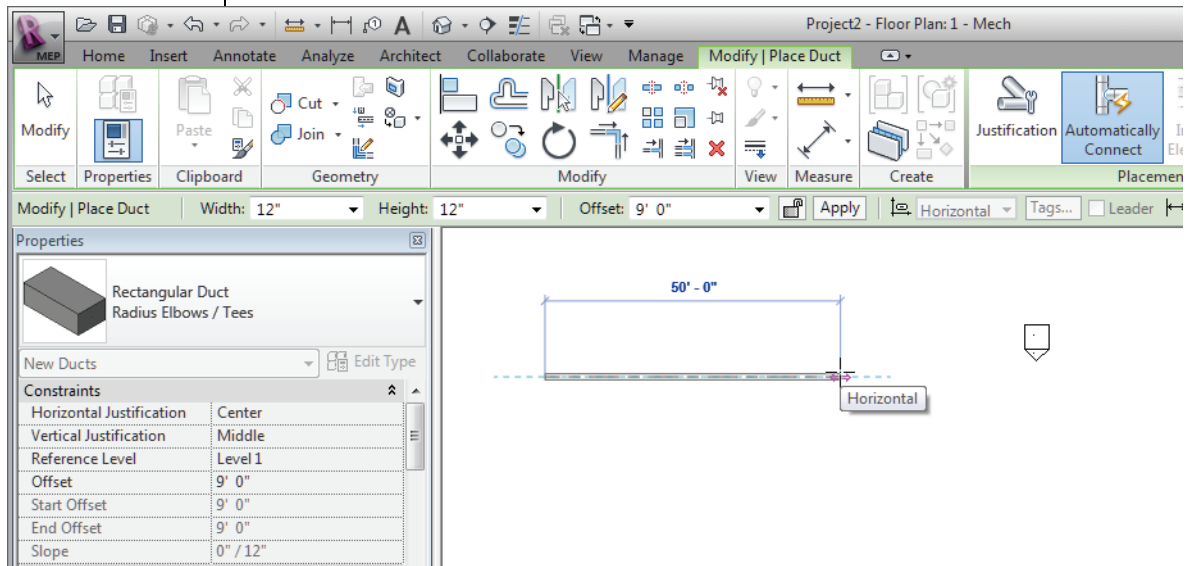 Project2 - Floor Plan: 1 - Mech
MEP Home Insert Annotate Analyze Architect Collaborate View Manage Modify | Place Duct
Modify Paste Cut Join Justification Automatically Connect
Select Properties Clipboard Geometry Modify View Measure Create
Modify | Place Duct Width: 12" Height: 12" Offset: 9' 0" Apply Horizontal Tags... Leader
Properties
Rectangular Duct
Radius Elbows / Tees
New Ducts Edit Type
Constraints
Horizontal Justification Center
Vertical Justification Middle
Reference Level Level 1
Offset 9' 0"
Start Offset 9' 0"
End Offset 9' 0"
Slope 0" / 12"
50' - 0"
Horizontal